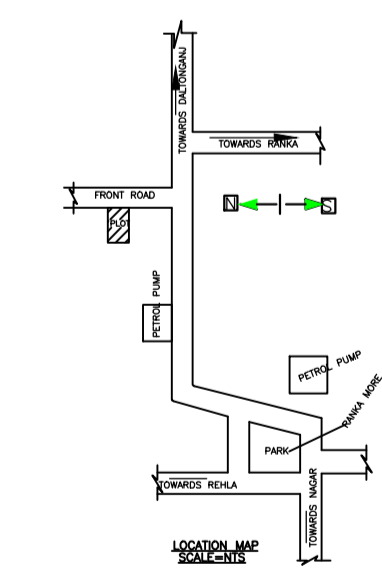 TOWARDS DALTONGANJ
TOWARDS RANKA
FRONT ROAD
N
S
PLOT
PETROL PUMP
PETROL PUMP
RANKA MORE
PARK
TOWARDS REHLA
TOWARDS NAGAR
LOCATION MAP
SCALE=NTS